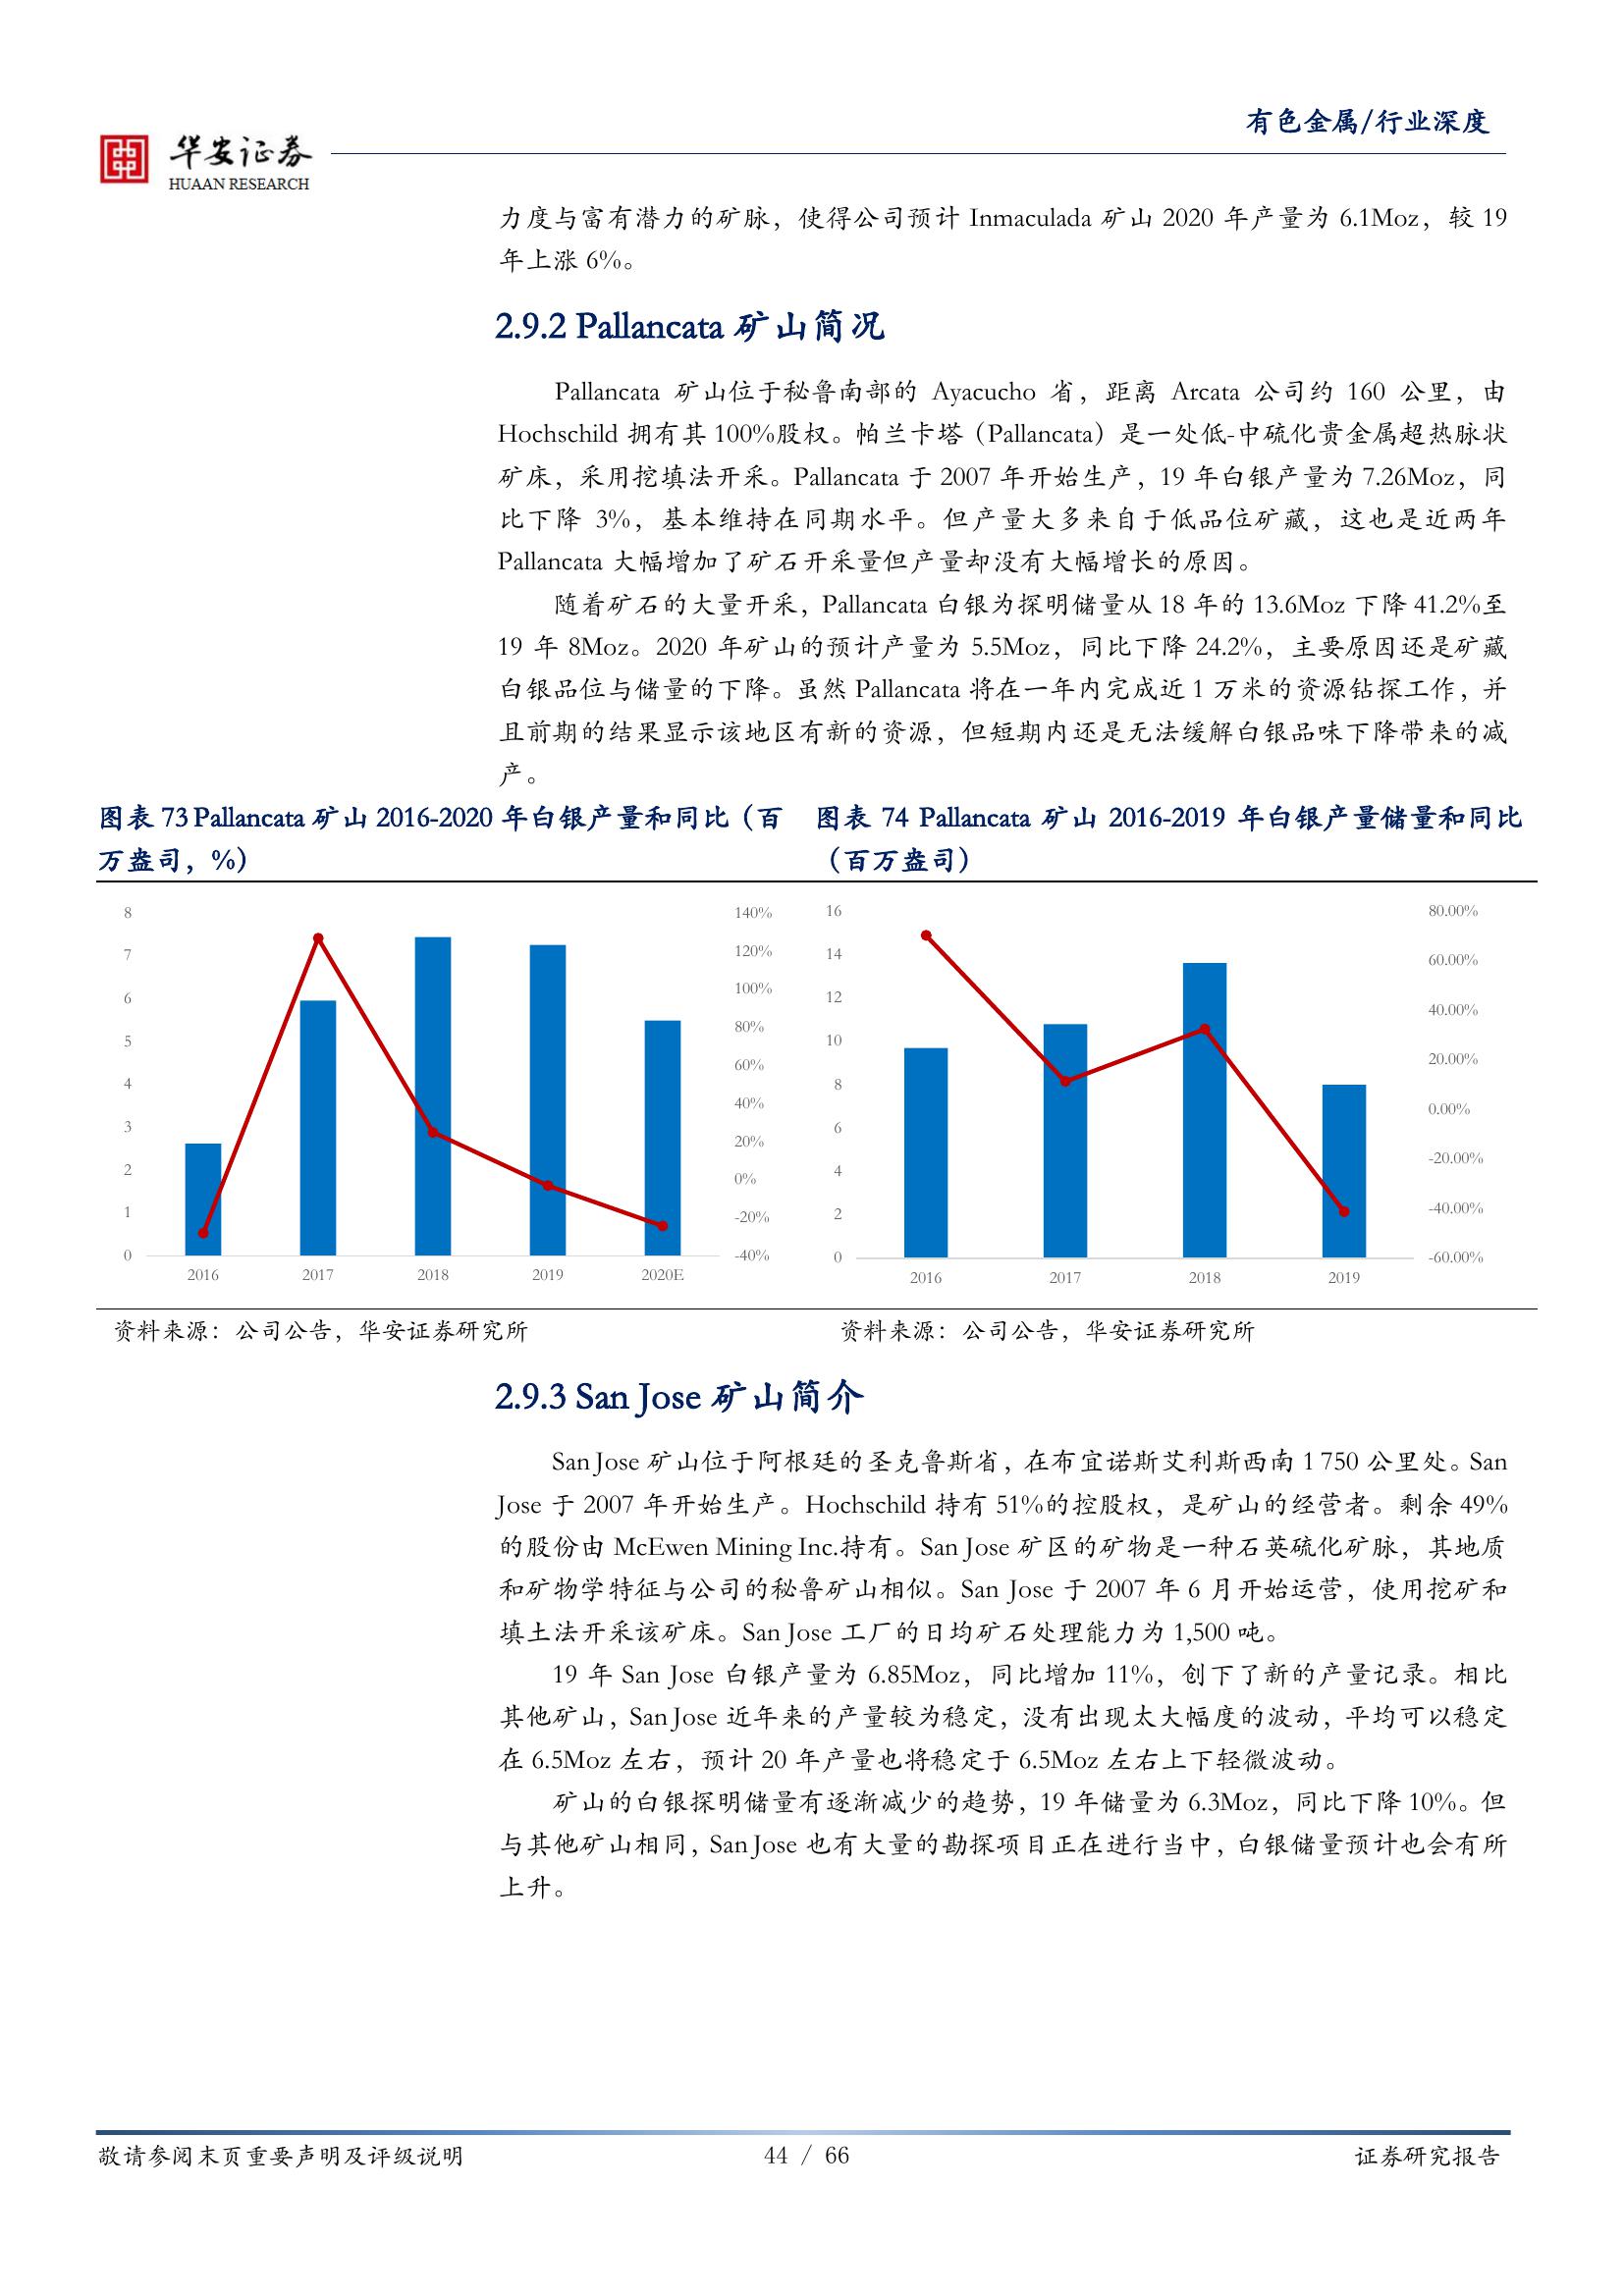 有色金属/行业深度
华安证券
HUAAN RESEARCH
力度与富有潜力的矿脉，使得公司预计 Inmaculada 矿山 2020 年产量为 6.1Moz，较 19
年上涨 6%。
2.9.2 Pallancata 矿山简况
Pallancata 矿山位于秘鲁南部的 Ayacucho 省，距离 Arcata 公司约 160 公里，由
Hochschild 拥有其 100%股权。帕兰卡塔（Pallancata）是一处低-中硫化贵金属超热脉状
矿床，采用挖填法开采。Pallancata 于 2007 年开始生产，19 年白银产量为 7.26Moz，同
比下降 3%，基本维持在同期水平。但产量大多来自于低品位矿藏，这也是近两年
Pallancata 大幅增加了矿石开采量但产量却没有大幅增长的原因。
随着矿石的大量开采，Pallancata 白银为探明储量从 18 年的 13.6Moz 下降 41.2%至
19 年 8Moz。2020 年矿山的预计产量为 5.5Moz，同比下降 24.2%，主要原因还是矿藏
白银品位与储量的下降。虽然 Pallancata 将在一年内完成近 1 万米的资源钻探工作，并
且前期的结果显示该地区有新的资源，但短期内还是无法缓解白银品味下降带来的减
产。
图表 73 Pallancata 矿山 2016-2020 年白银产量和同比（百
万盎司，%）
8
7
6
5
4
3
2
1
0
140%
120%
100%
80%
60%
40%
20%
0%
-20%
-40%
2016 2017 2018 2019 2020E
资料来源：公司公告，华安证券研究所
图表 74 Pallancata 矿山 2016-2019 年白银产量储量和同比
（百万盎司）
16
14
12
10
8
6
4
2
0
80.00%
60.00%
40.00%
20.00%
0.00%
-20.00%
-40.00%
-60.00%
2016 2017 2018 2019
资料来源：公司公告，华安证券研究所
2.9.3 San Jose 矿山简介
San Jose 矿山位于阿根廷的圣克鲁斯省，在布宜诺斯艾利斯西南 1 750 公里处。San
Jose 于 2007 年开始生产。Hochschild 持有 51%的控股权，是矿山的经营者。剩余 49%
的股份由 McEwen Mining Inc.持有。San Jose 矿区的矿物是一种石英硫化矿脉，其地质
和矿物学特征与公司的秘鲁矿山相似。San Jose 于 2007 年 6 月开始运营，使用挖矿和
填土法开采该矿床。San Jose 工厂的日均矿石处理能力为 1,500 吨。
19 年 San Jose 白银产量为 6.85Moz，同比增加 11%，创下了新的产量记录。相比
其他矿山，San Jose 近年来的产量较为稳定，没有出现太大幅度的波动，平均可以稳定
在 6.5Moz 左右，预计 20 年产量也将稳定于 6.5Moz 左右上下轻微波动。
矿山的白银探明储量有逐渐减少的趋势，19 年储量为 6.3Moz，同比下降 10%。但
与其他矿山相同，San Jose 也有大量的勘探项目正在进行当中，白银储量预计也会有所
上升。
敬请参阅末页重要声明及评级说明
44 / 66
证券研究报告